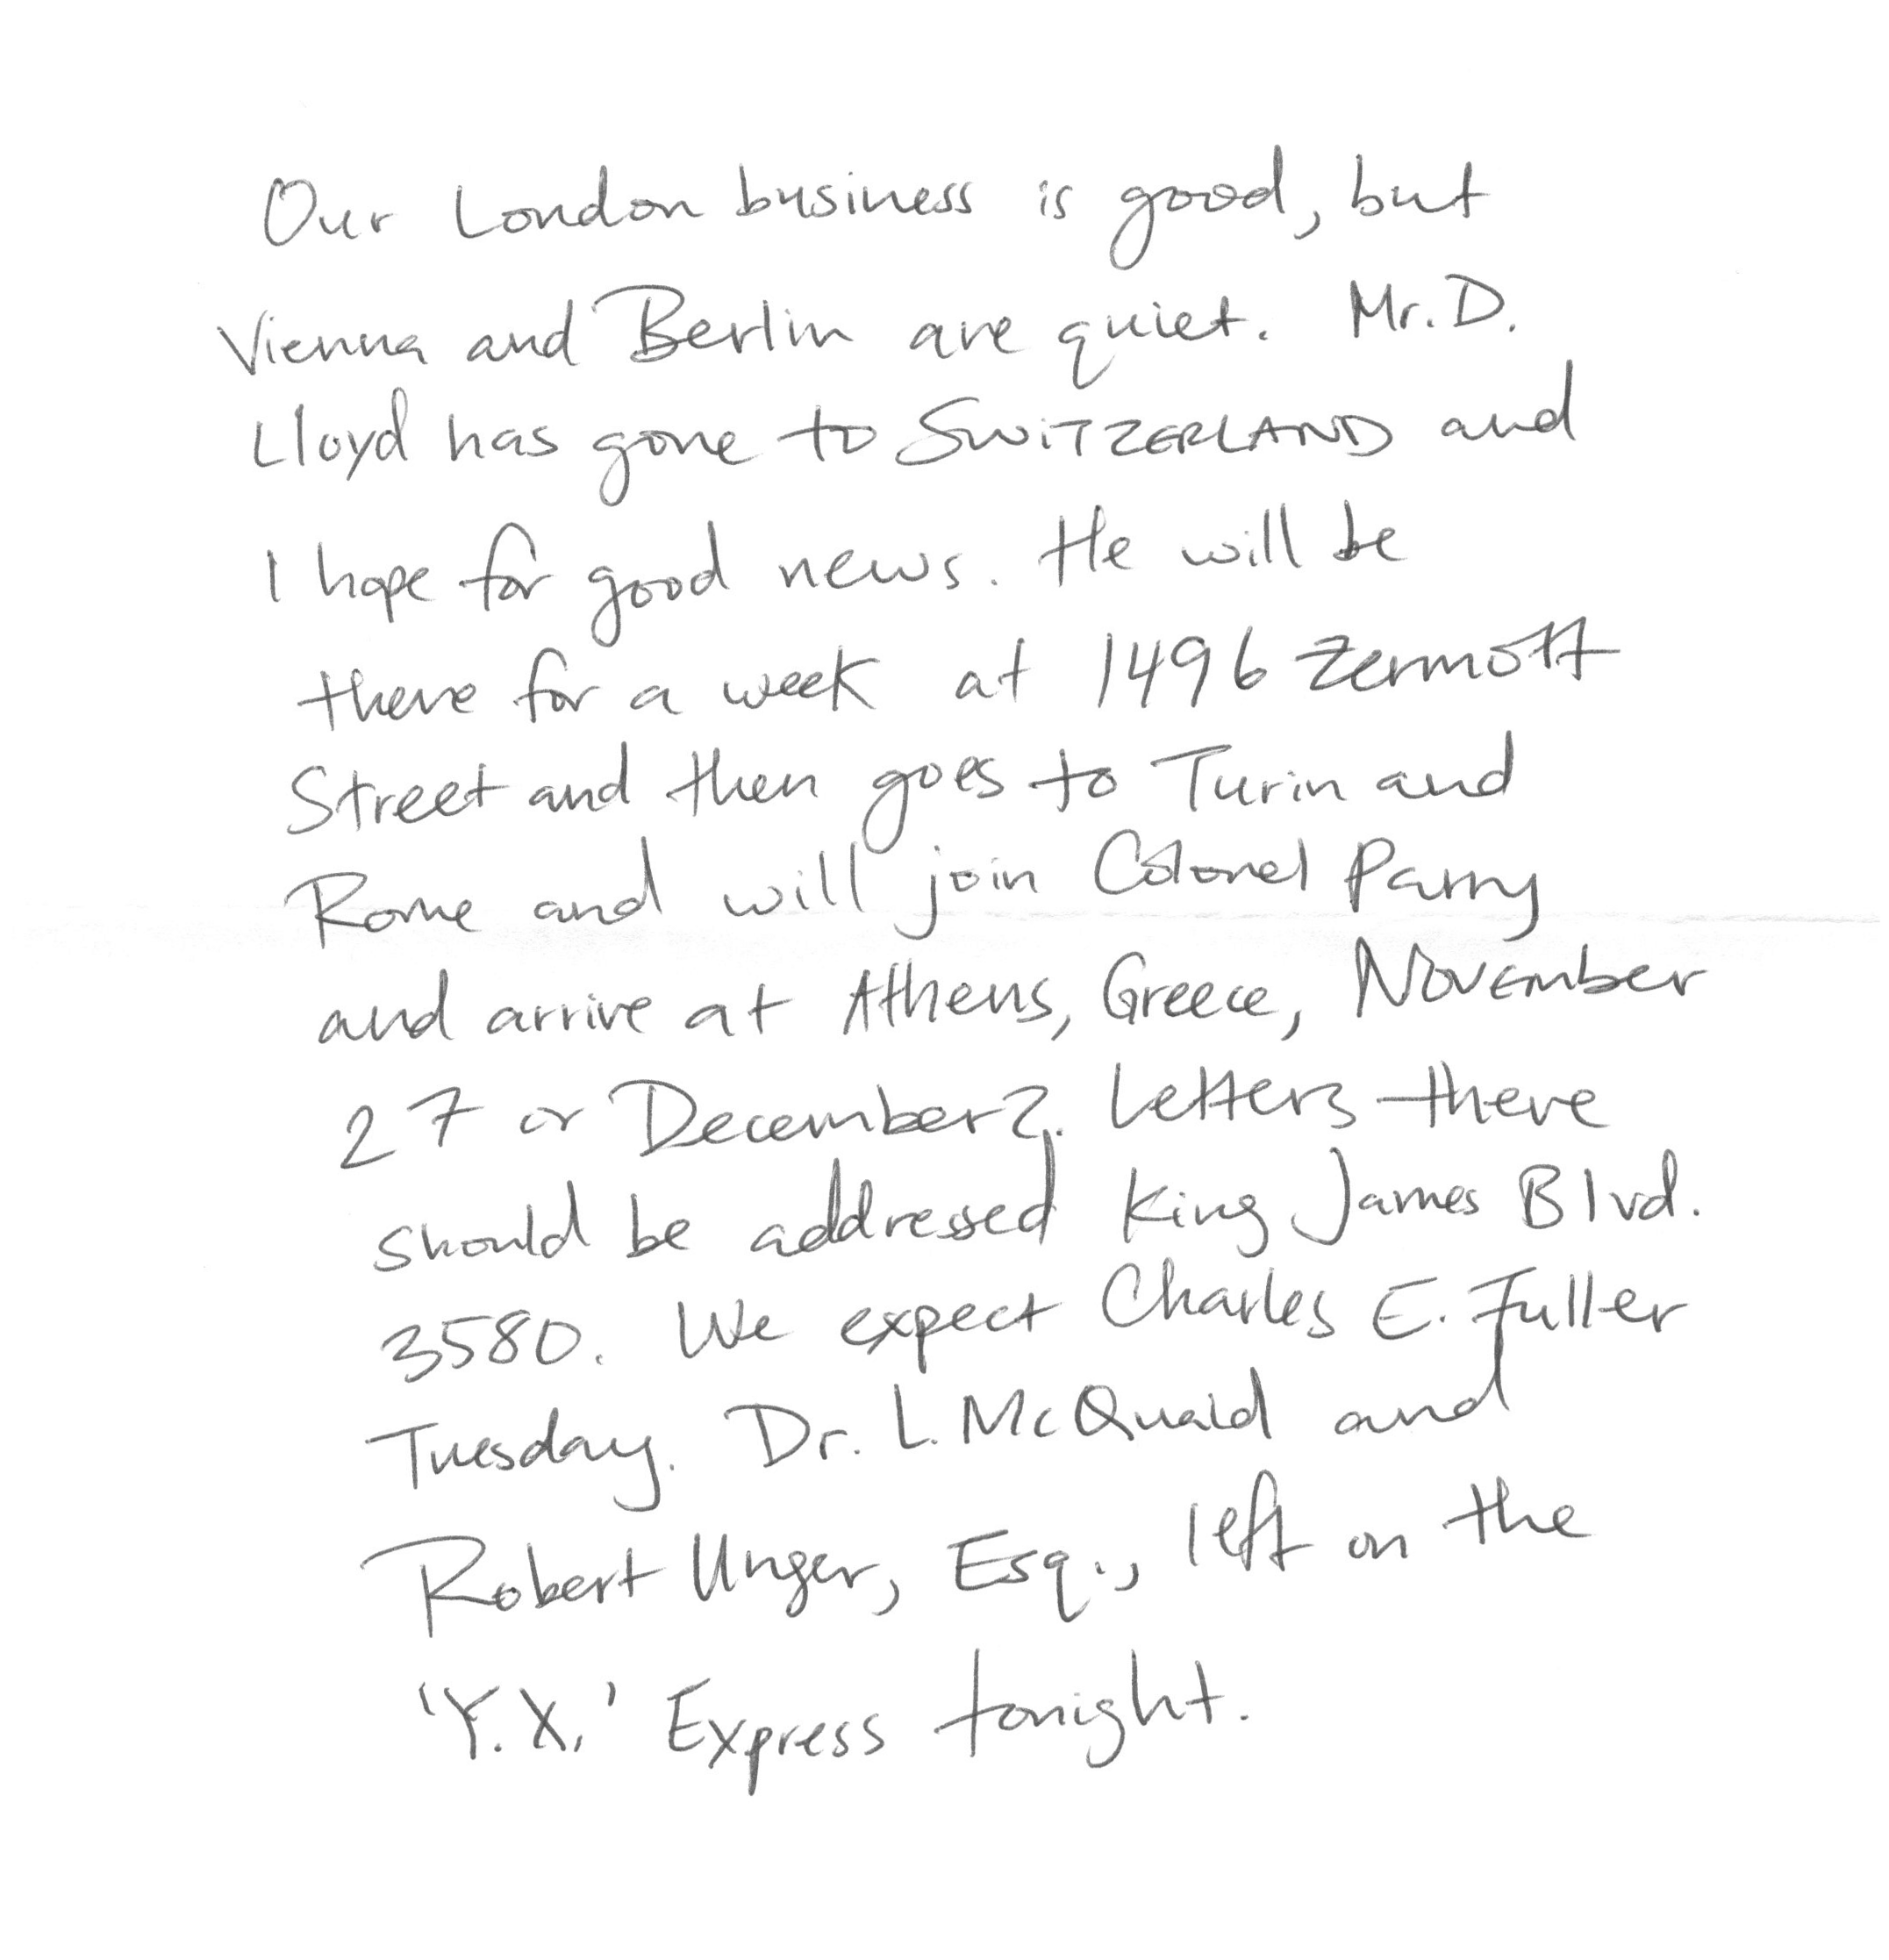 Our London business is good, but
Vienna and Berlin are quiet. Mr. D.
Lloyd has gone to SWITZERLAND and
I hope for good news. He will be
there for a week at 1496 Zermott
Street and then goes to Turin and
Rome and will join Colonel Parry
and arrive at Athens, Greece, November
27 or December 2. Letters there
should be addressed King James Blvd.
3580. We expect Charles E. Fuller
Tuesday. Dr. L. McQuaid and
Robert Unger, Esq., left on the
'Y.X.' Express tonight.